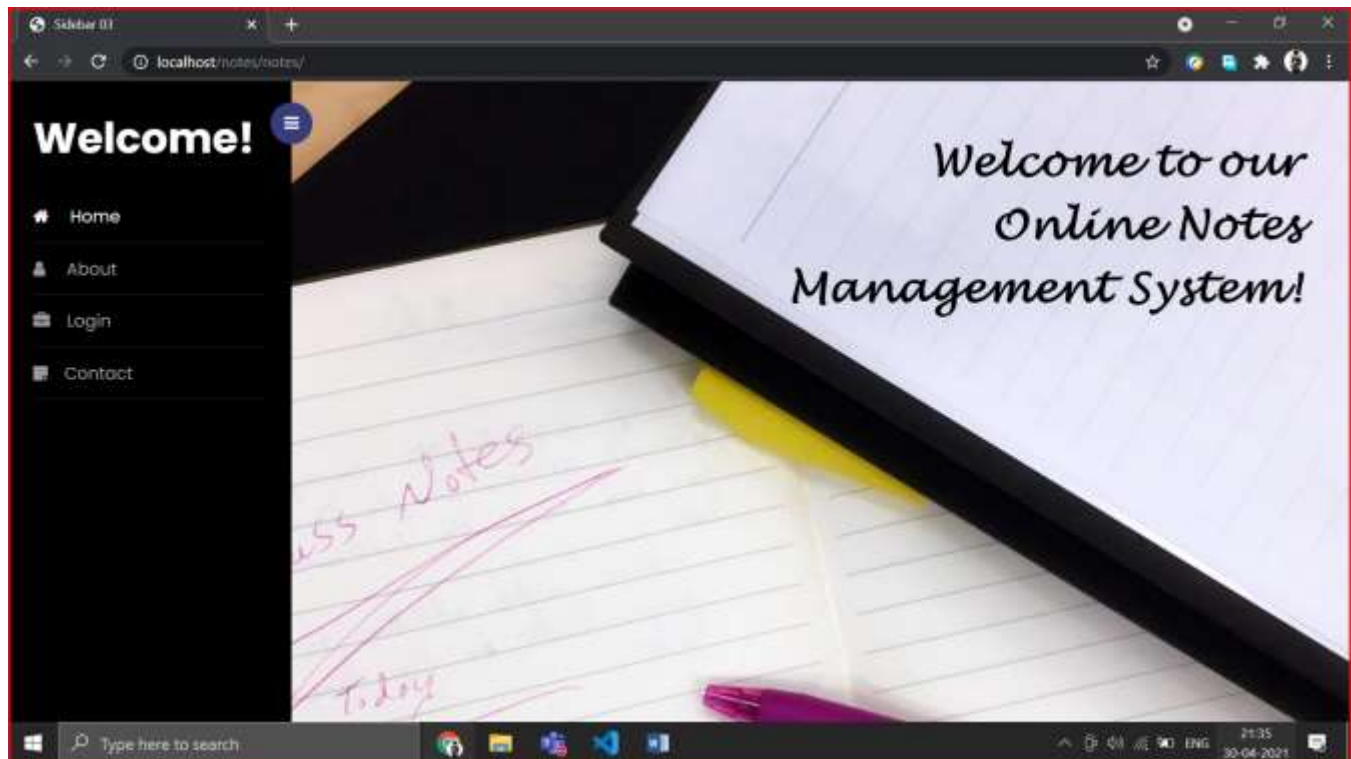 Sidebar 03
localhost/notes/notes/
Welcome!
Home
About
Login
Contact
Welcome to our
Online Notes
Management System!
Notes
Today
Type here to search
ENG
21:35
30-04-2021